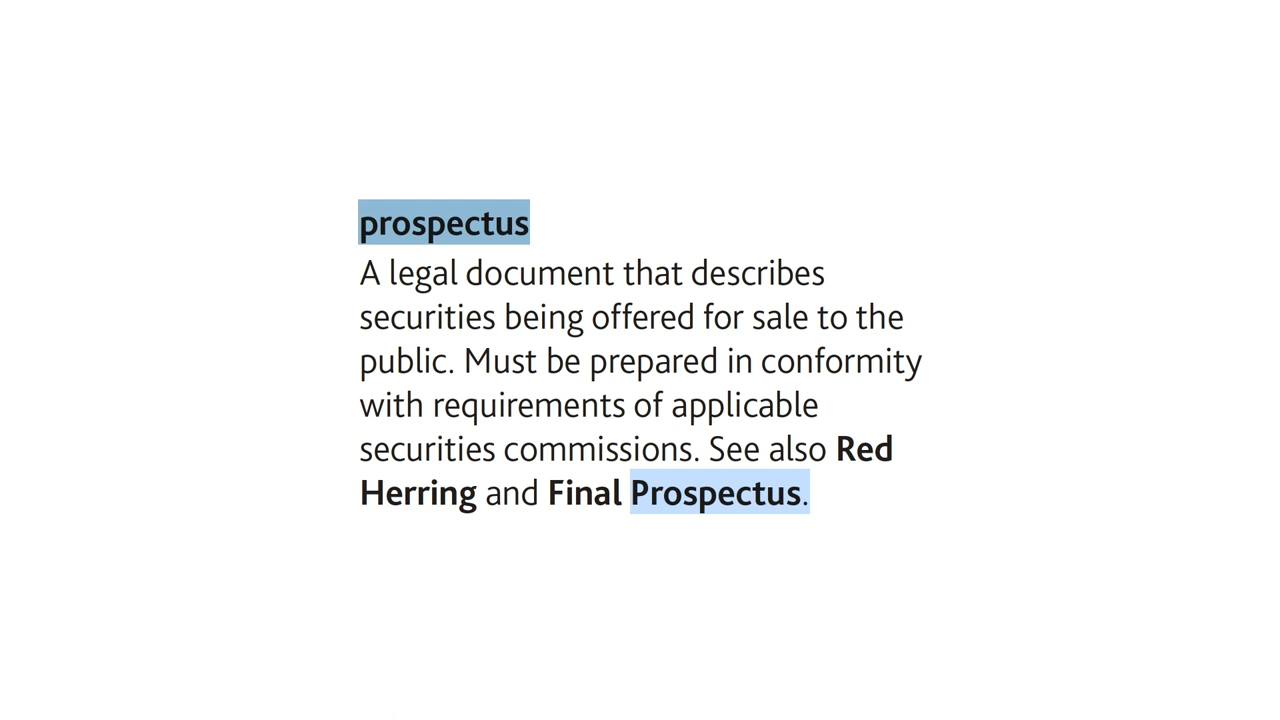 prospectus
A legal document that describes
securities being offered for sale to the
public. Must be prepared in conformity
with requirements of applicable
securities commissions. See also Red
Herring and Final Prospectus.